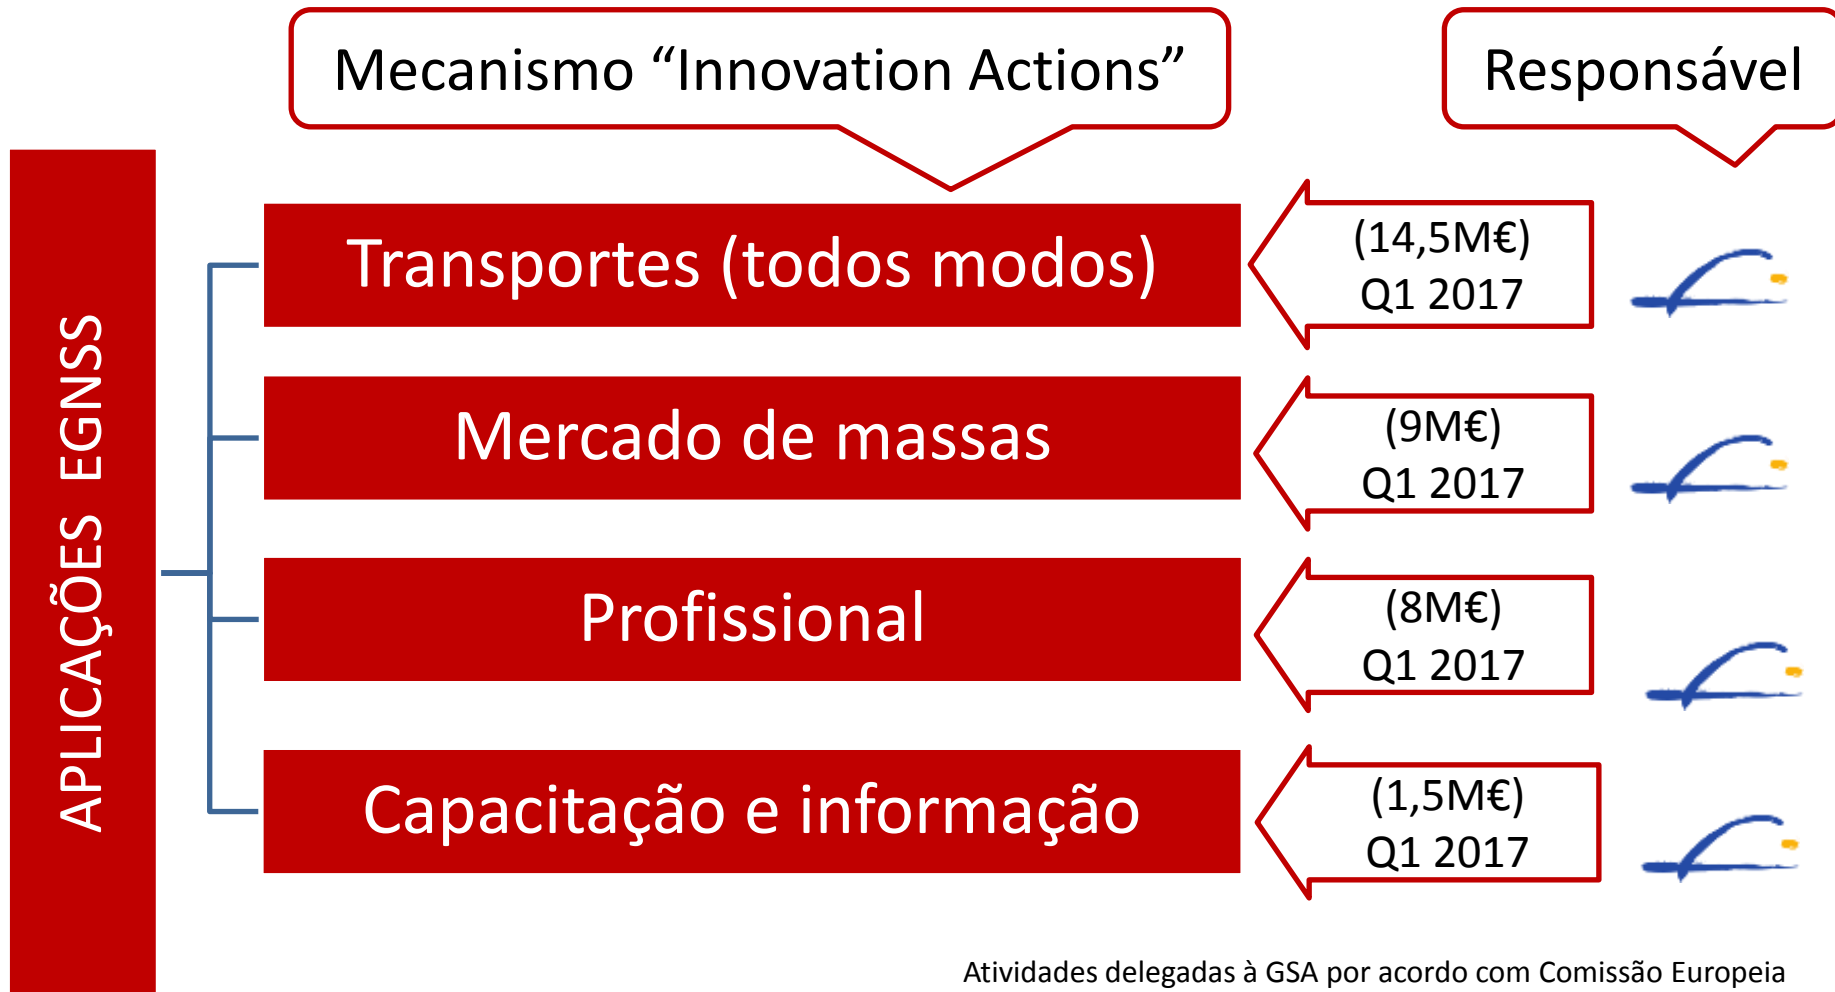 Mecanismo “Innovation Actions”
Responsável
APLICAÇÕES EGNSS
Transportes (todos modos)
(14,5M€)
Q1 2017
Mercado de massas
(9M€)
Q1 2017
Profissional
(8M€)
Q1 2017
Capacitação e informação
(1,5M€)
Q1 2017
Atividades delegadas à GSA por acordo com Comissão Europeia